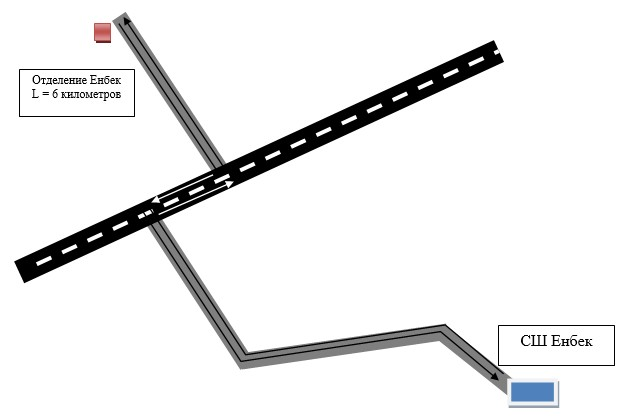 Отделение Енбек
L = 6 километров
СШ Енбек